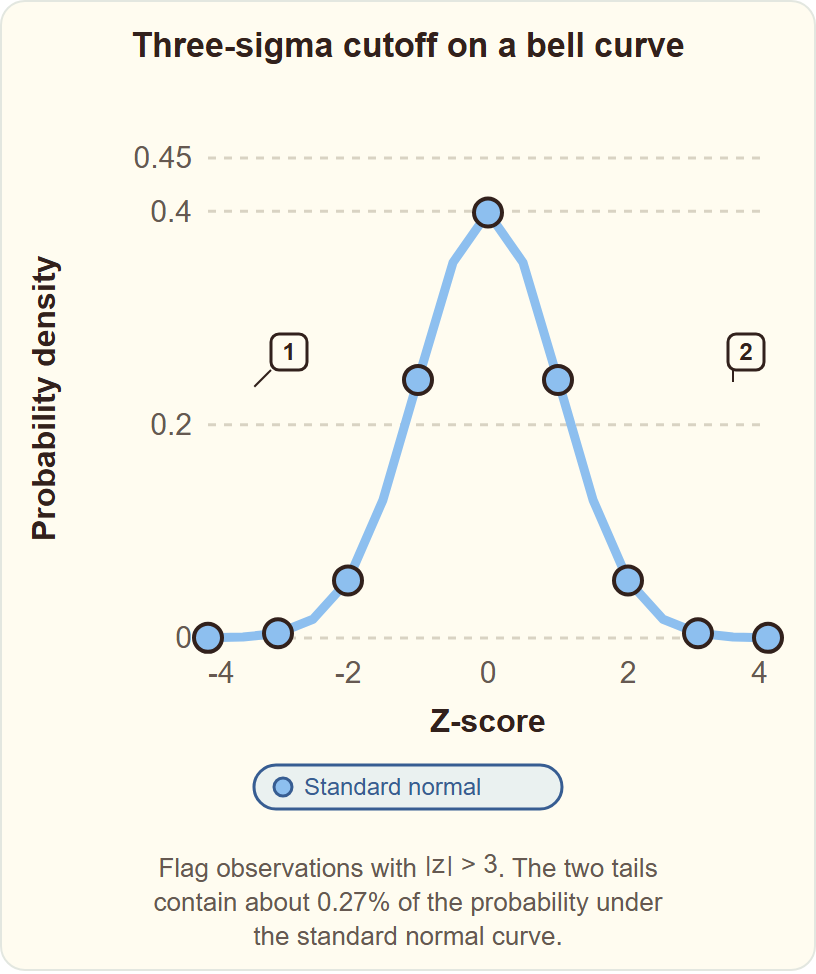 Three-sigma cutoff on a bell curve
0.45
0.4
Probability density
1
2
0.2
0
-4
-2
0
2
4
Z-score
Standard normal
Flag observations with |z| > 3. The two tails
contain about 0.27% of the probability under
the standard normal curve.